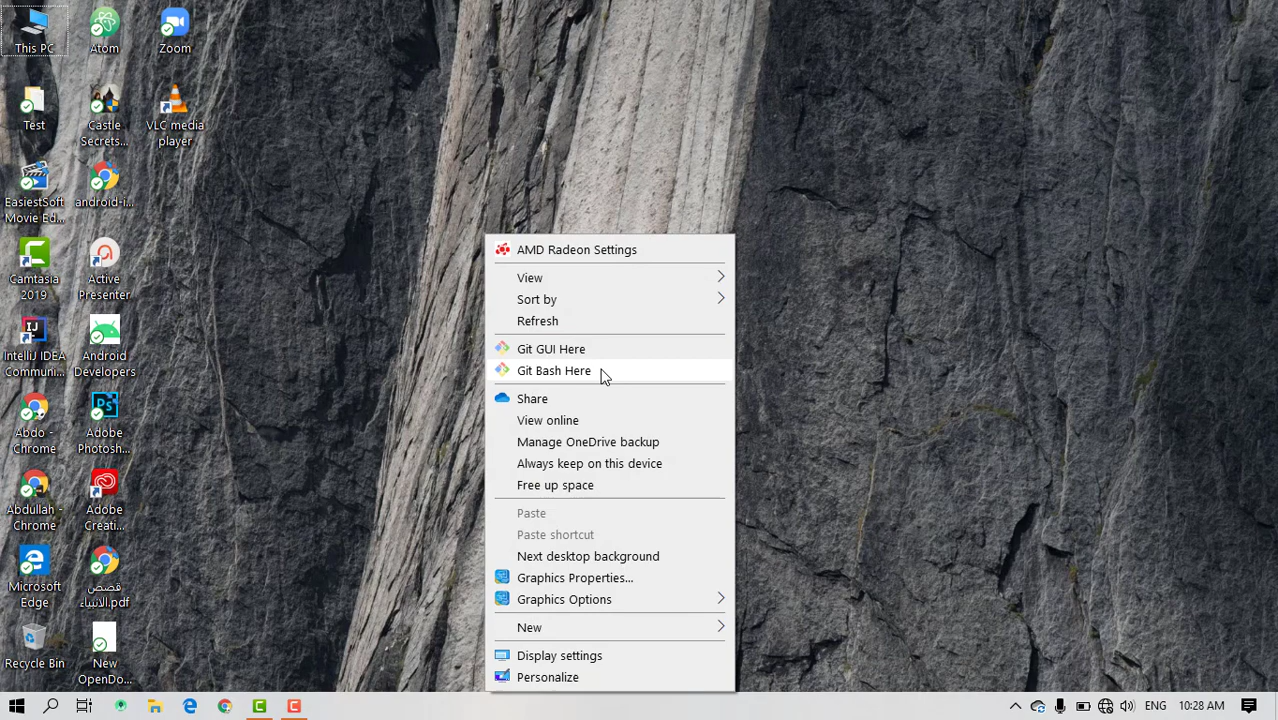 This PC
Atom
Zoom
Test
Castle
Secrets...
VLC media
player
EasiestSoft
Movie Ed...
android-i...
Camtasia
2019
Active
Presenter
IntelliJ IDEA
Communi...
Android
Developers
Abdo -
Chrome
Adobe
Photosh...
Abdullah -
Chrome
Adobe
Creati...
Microsoft
Edge
قصص
الانبياء.pdf
Recycle Bin
New
OpenDo...
AMD Radeon Settings
View
Sort by
Refresh
Git GUI Here
Git Bash Here
Share
View online
Manage OneDrive backup
Always keep on this device
Free up space
Paste
Paste shortcut
Next desktop background
Graphics Properties...
Graphics Options
New
Display settings
Personalize
ENG
10:28 AM